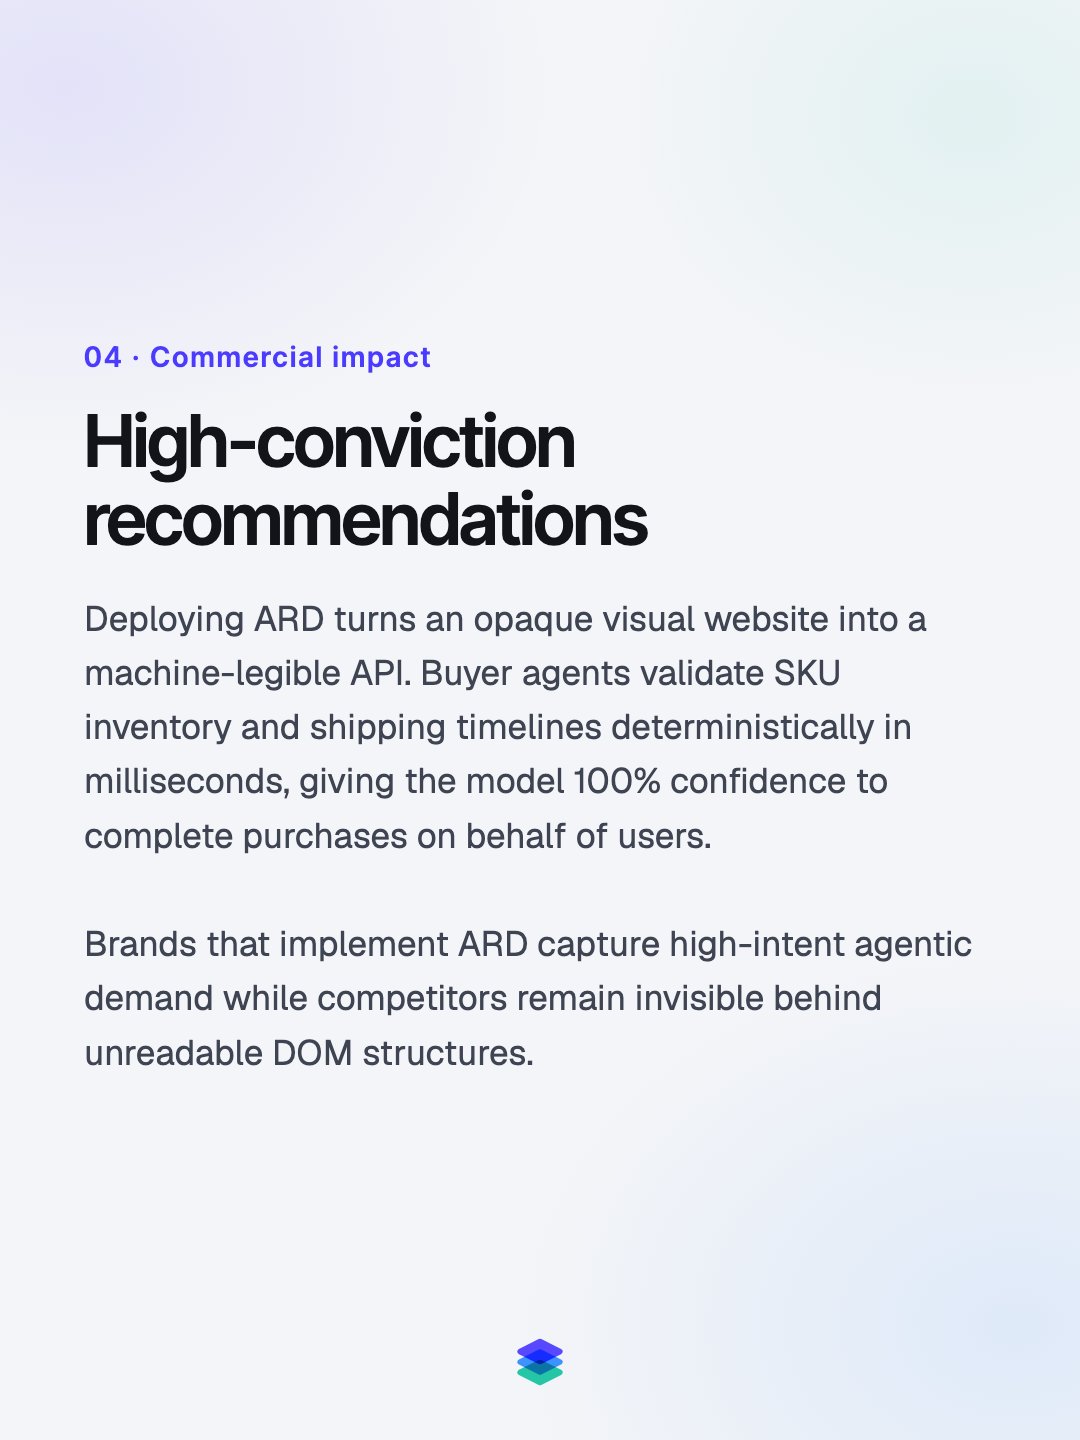 04 · Commercial impact
High-conviction
recommendations
Deploying ARD turns an opaque visual website into a
machine-legible API. Buyer agents validate SKU
inventory and shipping timelines deterministically in
milliseconds, giving the model 100% confidence to
complete purchases on behalf of users.
Brands that implement ARD capture high-intent agentic
demand while competitors remain invisible behind
unreadable DOM structures.